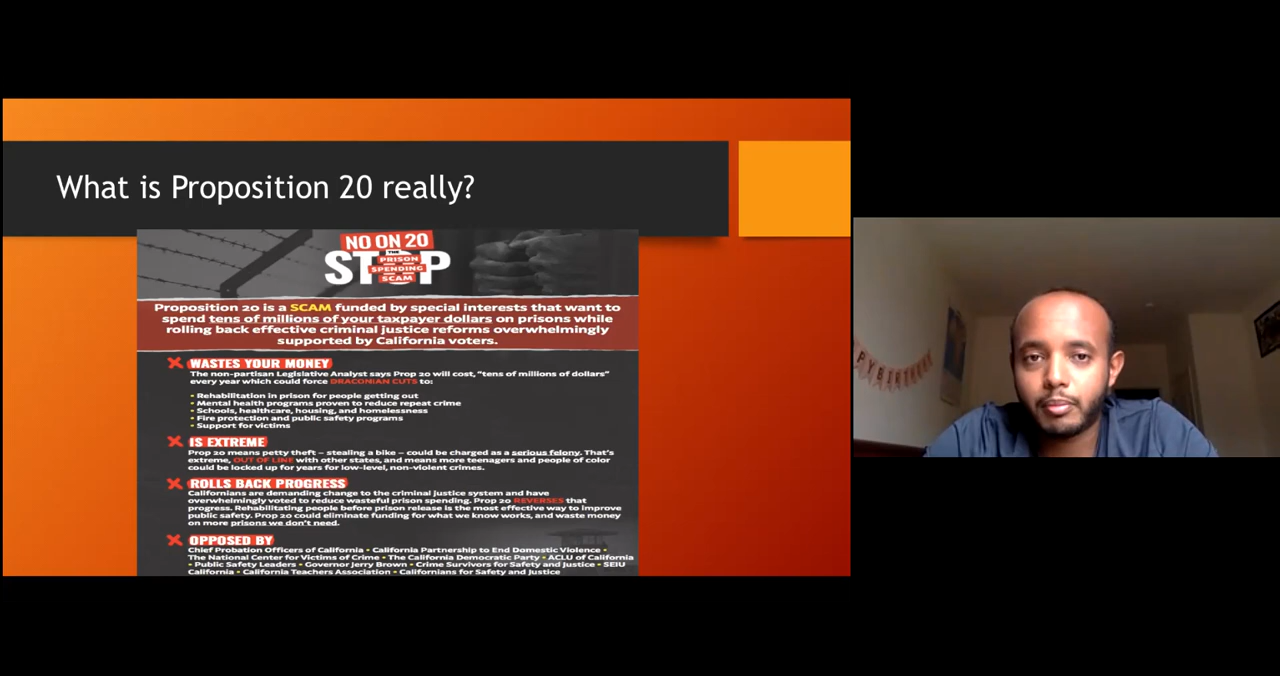 What is Proposition 20 really?
NO ON 20
STOP
THE
PRISON
SPENDING
SCAM
Proposition 20 is a SCAM funded by special interests that want to
spend tens of millions of your taxpayer dollars on prisons while
rolling back effective criminal justice reforms overwhelmingly
supported by California voters.
WASTES YOUR MONEY
The non-partisan Legislative Analyst says Prop 20 will cost, "tens of millions of dollars"
every year which could force DRACONIAN CUTS to:
• Rehabilitation in prison for people getting out
• Mental health programs proven to reduce repeat crime
• Schools, healthcare, housing, and homelessness
• Fire protection and public safety programs
• Support for victims
IS EXTREME
Prop 20 means petty theft – stealing a bike – could be charged as a serious felony. That's
extreme, OUT OF LINE with other states, and means more teenagers and people of color
could be locked up for years for low-level, non-violent crimes.
ROLLS BACK PROGRESS
Californians are demanding change to the criminal justice system and have
overwhelmingly voted to reduce wasteful prison spending. Prop 20 REVERSES that
progress. Rehabilitating people before prison release is the most effective way to improve
public safety. Prop 20 could eliminate funding for what we know works, and waste money
on more prisons we don't need.
OPPOSED BY
Chief Probation Officers of California • California Partnership to End Domestic Violence •
The National Center for Victims of Crime • The California Democratic Party • ACLU of California
• Public Safety Leaders • Governor Jerry Brown • Crime Survivors for Safety and Justice • SEIU
California • California Teachers Association • Californians for Safety and Justice
PYBIRTHD